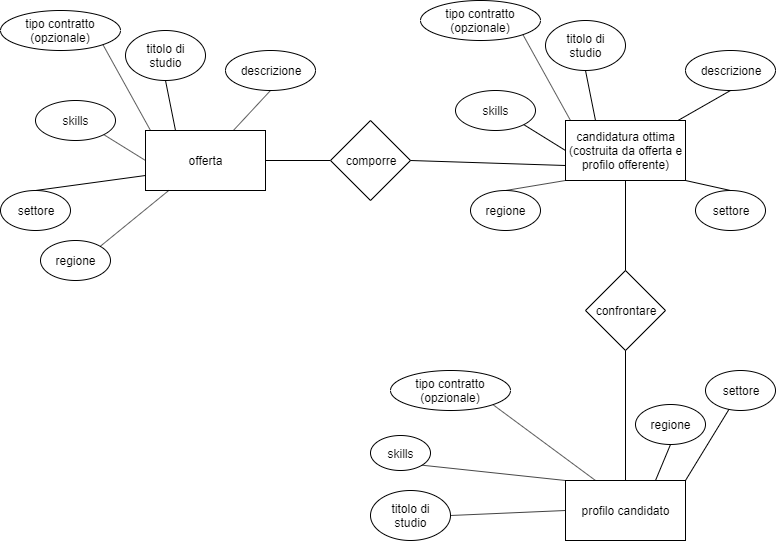 tipo contratto
(opzionale)
titolo di
studio
descrizione
skills
offerta
settore
regione
comporre
tipo contratto
(opzionale)
titolo di
studio
descrizione
skills
candidatura ottima
(costruita da offerta e
profilo offerente)
regione
settore
confrontare
tipo contratto
(opzionale)
settore
regione
skills
titolo di
studio
profilo candidato